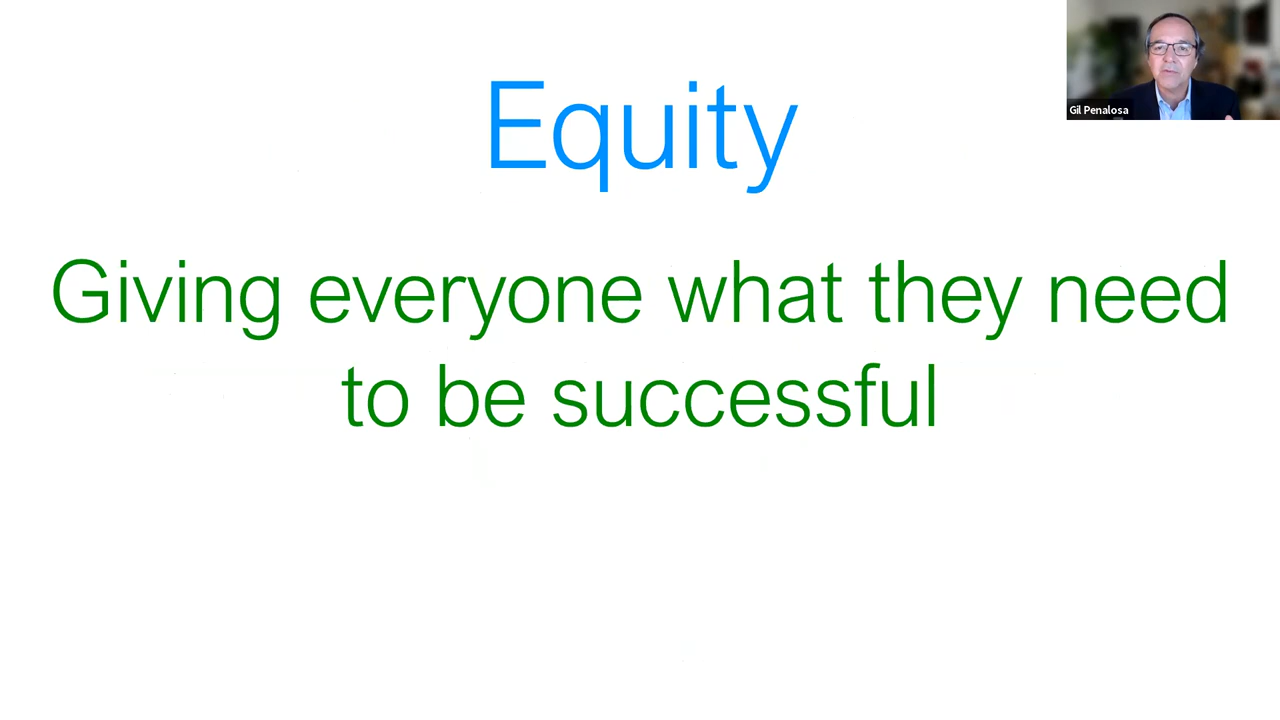 Equity
Gil Penalosa
Giving everyone what they need
to be successful